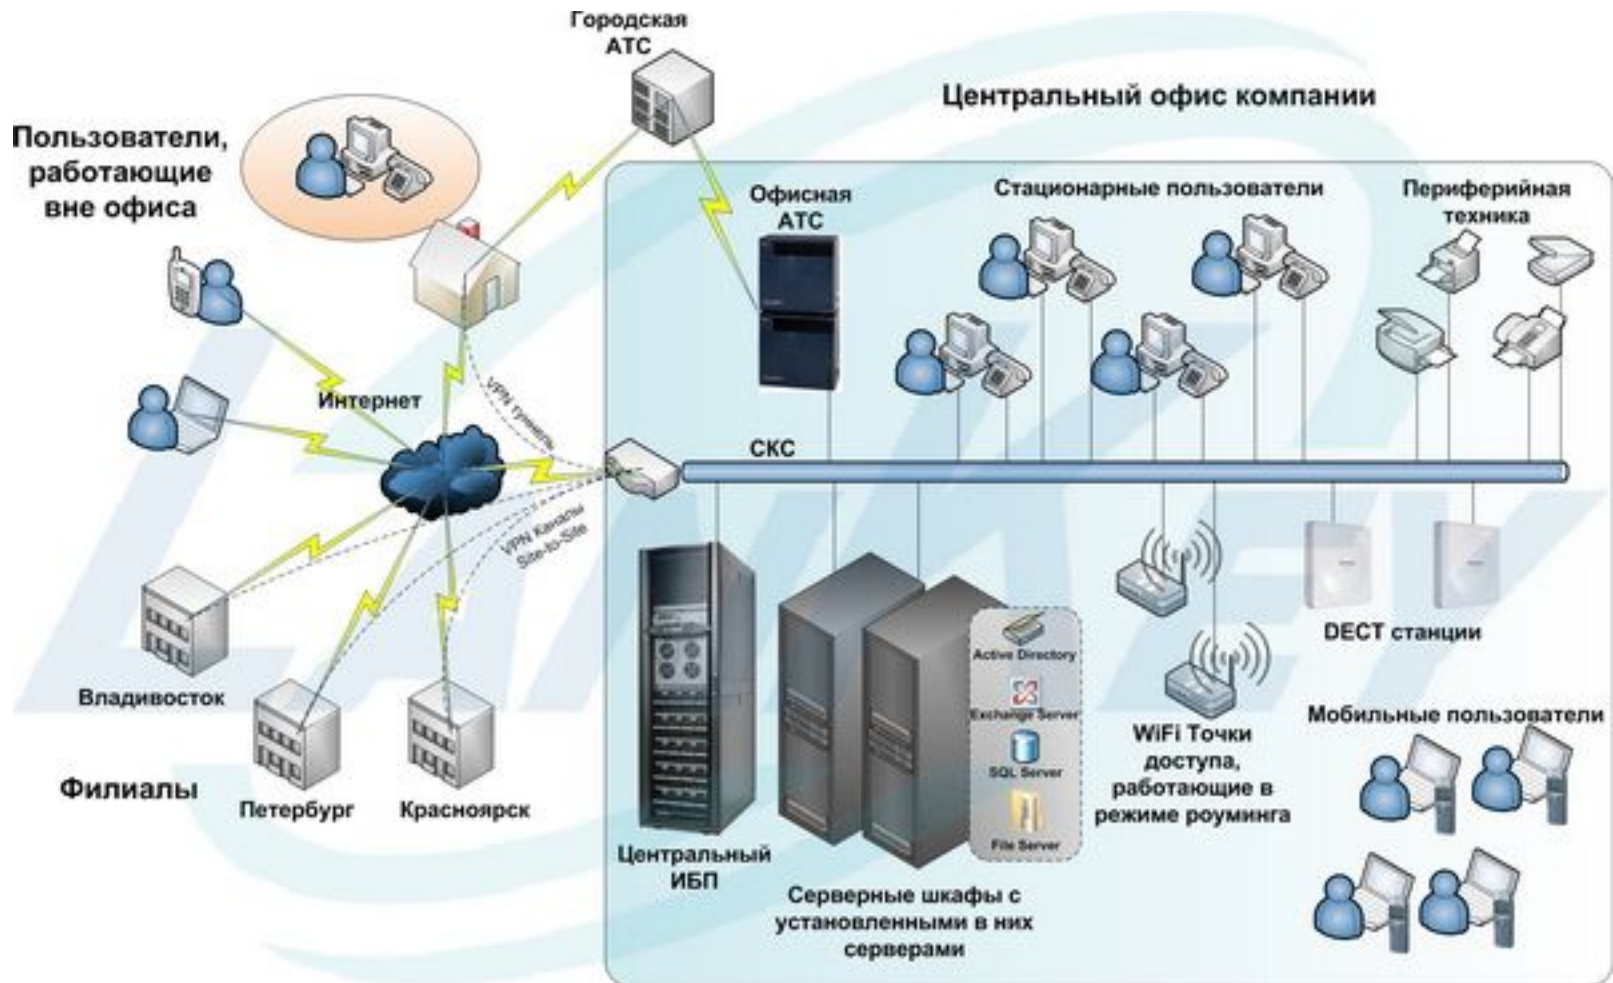 Городская
АТС
Центральный офис компании
Пользователи,
работающие
вне офиса
Офисная
АТС
Стационарные пользователи
Периферийная
техника
Интернет
VPN туннель
СКС
VPN Каналы
Site-to-Site
Владивосток
Филиалы
Петербург
Красноярск
Центральный
ИБП
Серверные шкафы с
установленными в них
серверами
Active Directory
Exchange Server
SQL Server
File Server
WiFi Точки
доступа,
работающие в
режиме роуминга
DECT станции
Мобильные пользователи
LANKEY